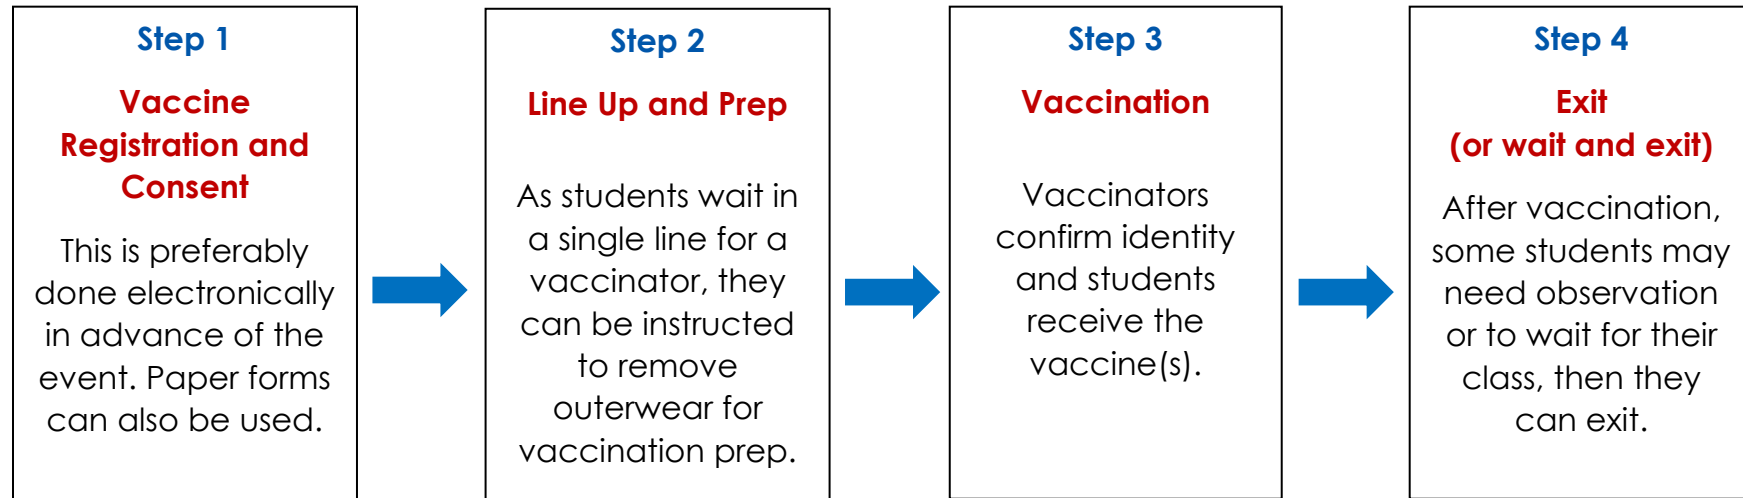 Step 1
Vaccine
Registration and
Consent
This is preferably
done electronically
in advance of the
event. Paper forms
can also be used.
Step 2
Line Up and Prep
As students wait in
a single line for a
vaccinator, they
can be instructed
to remove
outerwear for
vaccination prep.
Step 3
Vaccination
Vaccinators
confirm identity
and students
receive the
vaccine(s).
Step 4
Exit
(or wait and exit)
After vaccination,
some students may
need observation
or to wait for their
class, then they
can exit.